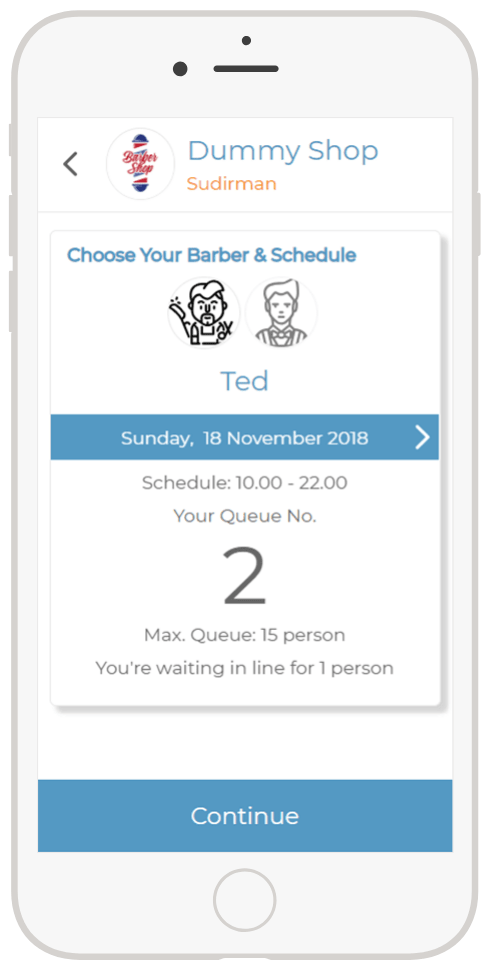 Barber
Shop
Dummy Shop
Sudirman
Choose Your Barber & Schedule
Ted
Sunday, 18 November 2018
Schedule: 10.00 - 22.00
Your Queue No.
2
Max. Queue: 15 person
You're waiting in line for 1 person
Continue